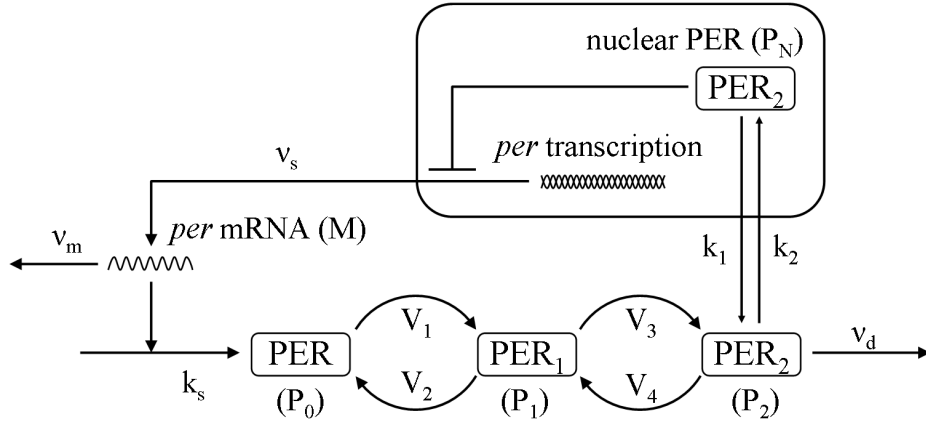 nuclear PER (P_N)
PER_2
per transcription
ν_s
per mRNA (M)
ν_m
k_1
k_2
V_1
V_3
ν_d
PER
PER_1
PER_2
k_s
V_2
V_4
(P_0)
(P_1)
(P_2)